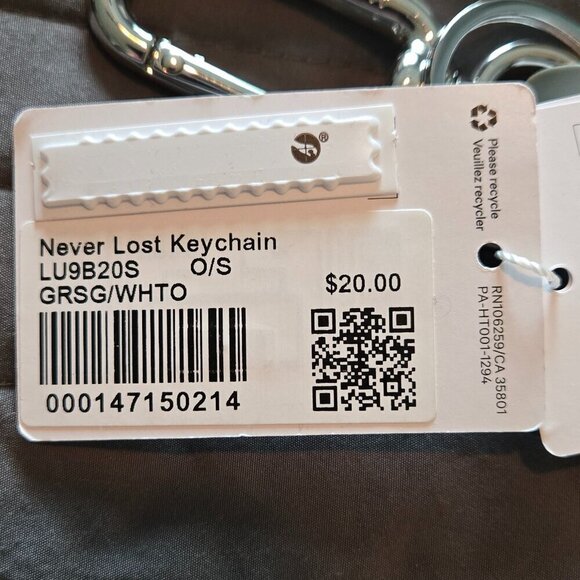 Never Lost Keychain
LU9B20S O/S
GRSG/WHTO
$20.00
000147150214
Please recycle
Veuillez recycler
RN106259/CA 35801
PA-HT001-1294
®